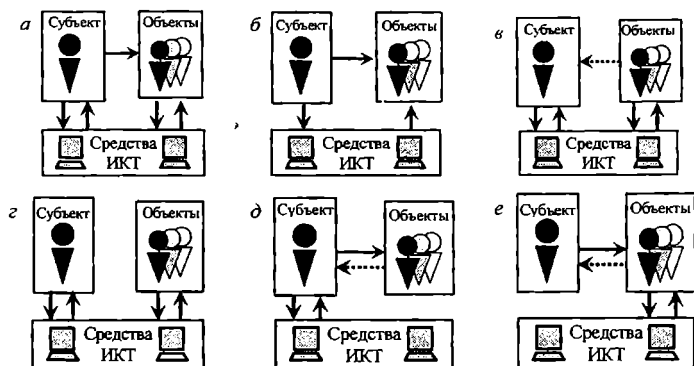 а
Субъект
Объекты
Средства
ИКТ
б
Субъект
Объекты
Средства
ИКТ
в
Субъект
Объекты
Средства
ИКТ
г
Субъект
Объекты
Средства
ИКТ
д
Субъект
Объекты
Средства
ИКТ
е
Субъект
Объекты
Средства
ИКТ